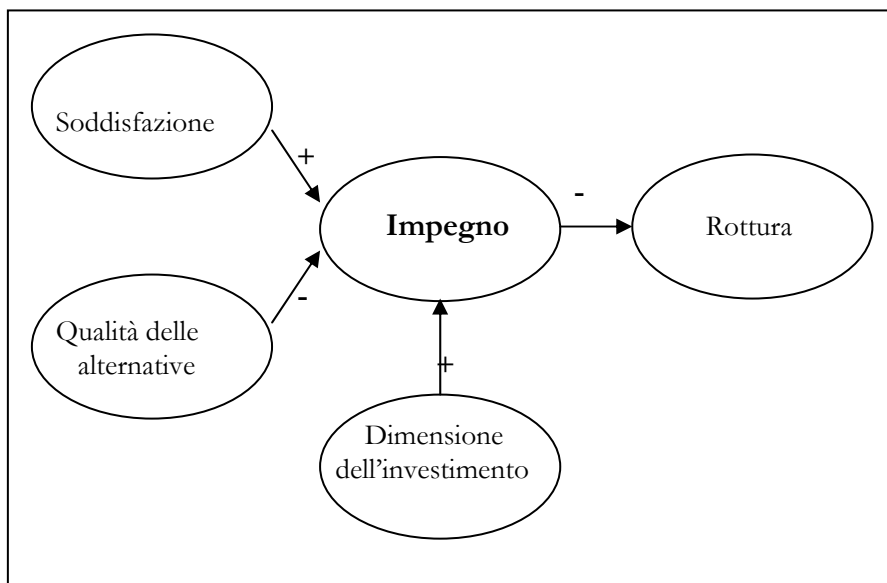 Soddisfazione
+
Impegno
-
Rottura
Qualità delle
alternative
-
+
Dimensione
dell’investimento